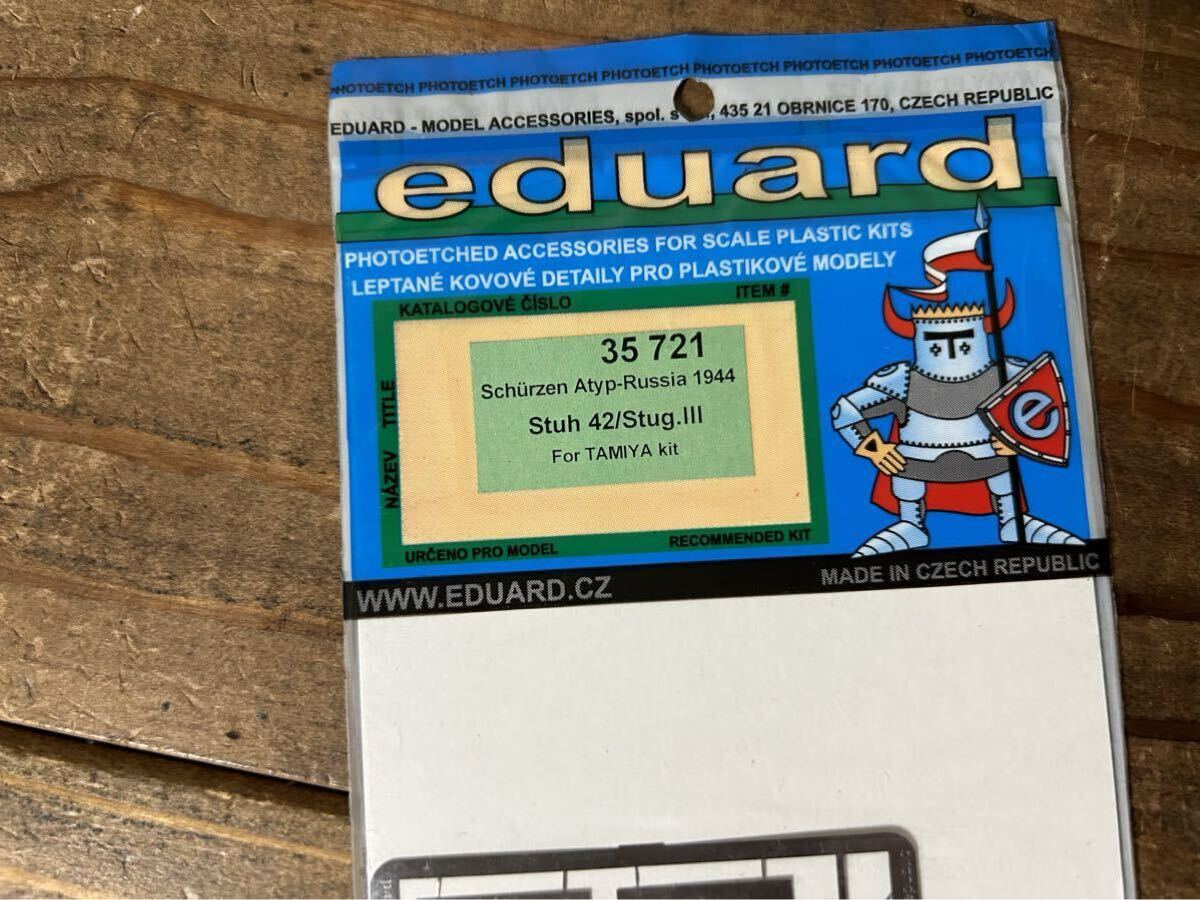 PHOTOETCH PHOTOETCH PHOTOETCH PHOTOETCH PHOTOETCH PHOTOETCH PHOTOETCH PHOTOETCH
EDUARD - MODEL ACCESSORIES, spol. s 435 21 OBRNICE 170, CZECH REPUBLIC
eduard
PHOTOETCHED ACCESSORIES FOR SCALE PLASTIC KITS
LEPTANÉ KOVOVÉ DETAILY PRO PLASTIKOVÉ MODELY
KATALOGOVÉ ČÍSLO ITEM #
NÁZEV TITLE
35 721
Schürzen Atyp-Russia 1944
Stuh 42/Stug.III
For TAMIYA kit
URČENO PRO MODEL RECOMMENDED KIT
e
WWW.EDUARD.CZ
MADE IN CZECH REPUBLIC